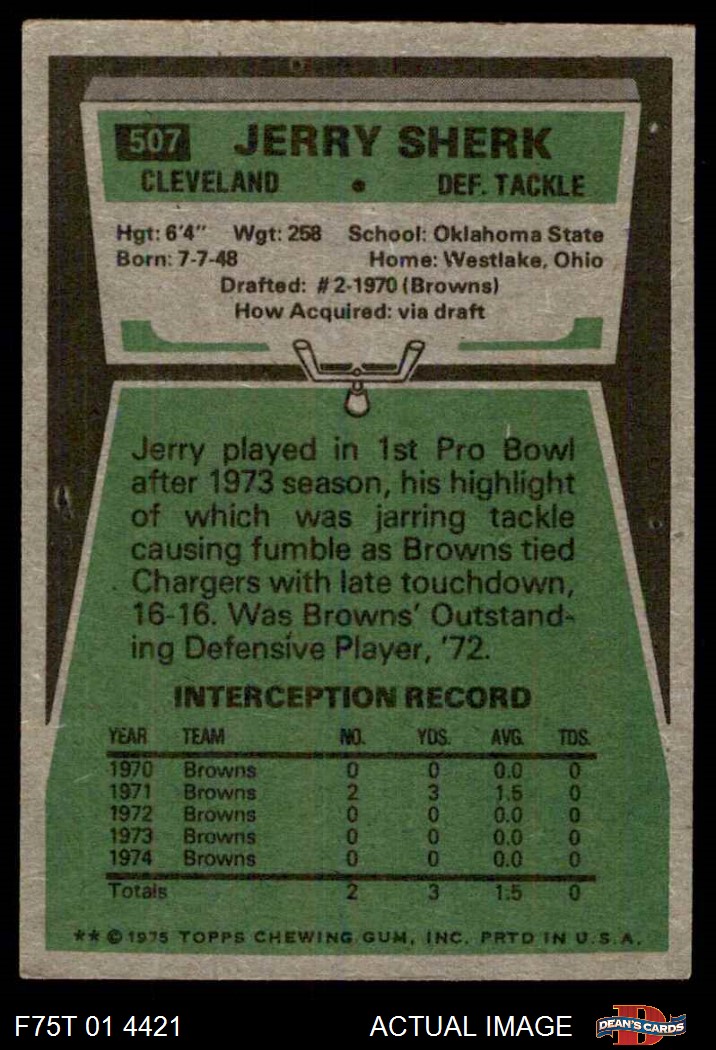 507 JERRY SHERK
CLEVELAND • DEF. TACKLE
Hgt: 6'4" Wgt: 258 School: Oklahoma State
Born: 7-7-48 Home: Westlake, Ohio
Drafted: #2-1970 (Browns)
How Acquired: via draft
Jerry played in 1st Pro Bowl
after 1973 season, his highlight
of which was jarring tackle
causing fumble as Browns tied
Chargers with late touchdown,
16-16. Was Browns' Outstand-
ing Defensive Player, '72.
INTERCEPTION RECORD
YEAR TEAM NO. YDS. AVG. TDS.
1970 Browns 0 0 0.0 0
1971 Browns 2 3 1.5 0
1972 Browns 0 0 0.0 0
1973 Browns 0 0 0.0 0
1974 Browns 0 0 0.0 0
Totals 2 3 1.5 0
** © 1975 TOPPS CHEWING GUM, INC. PRTD IN U.S.A.
F75T 01 4421 ACTUAL IMAGE D DEAN'S CARDS